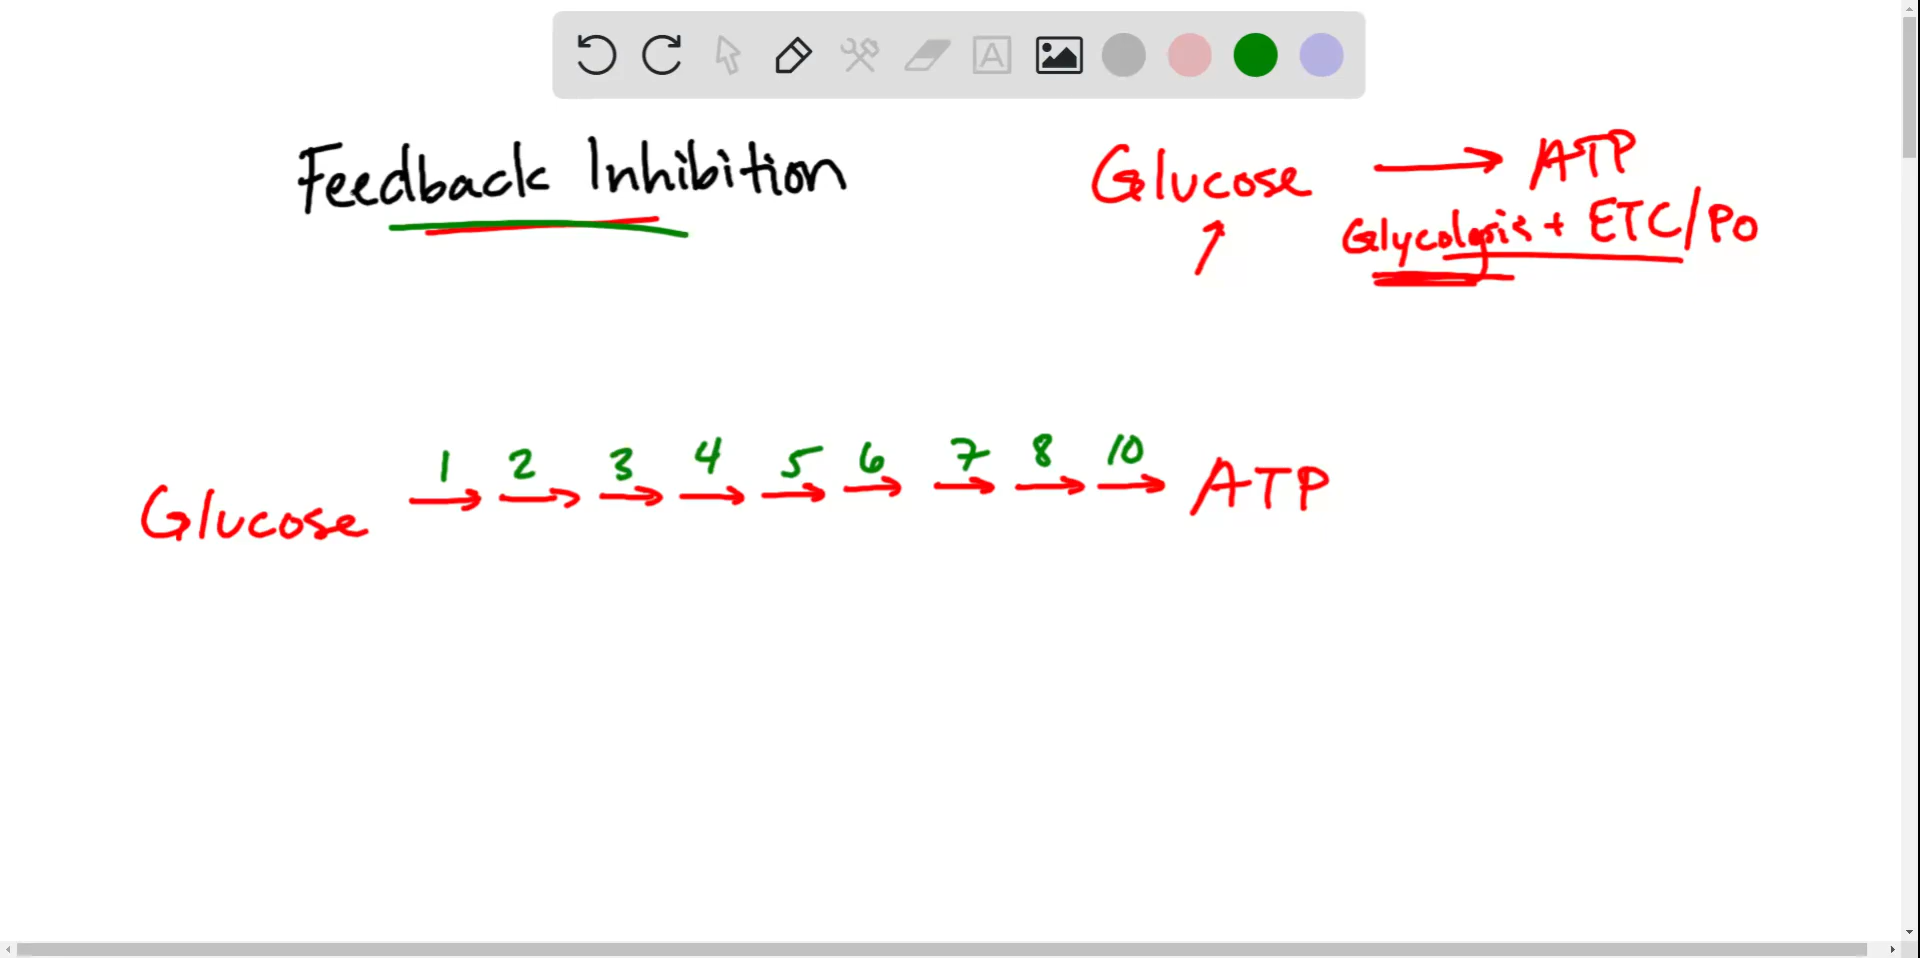 Feedback Inhibition
Glucose → ATP
Glycolysis + ETC/PO
1 2 3 4 5 6 7 8 10
Glucose → → → → → → → → → ATP